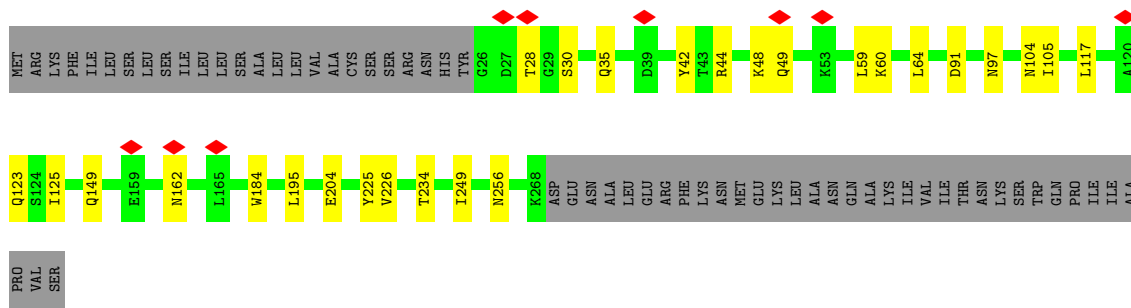 MET ARG LYS PHE ILE LEU SER LEU SER ILE LEU LEU SER ALA LEU LEU VAL ALA CYS SER SER ARG ASN HIS TYR G26 D27 T28 G29 S30 Q35 D39 Y42 T43 R44 K48 Q49 K53 L59 K60 L64 D91 N97 N104 I105 L117 A120
Q123 S124 I125 Q149 E159 N162 L165 W184 L195 E204 Y225 V226 T234 I249 N256 K268 ASP GLU ASN ALA LEU GLU ARG PHE LYS ASN MET GLU LYS LEU ALA ASN GLN ALA LYS ILE VAL ILE THR ASN LYS SER TRP GLN PRO ILE ILE ALA
PRO VAL SER